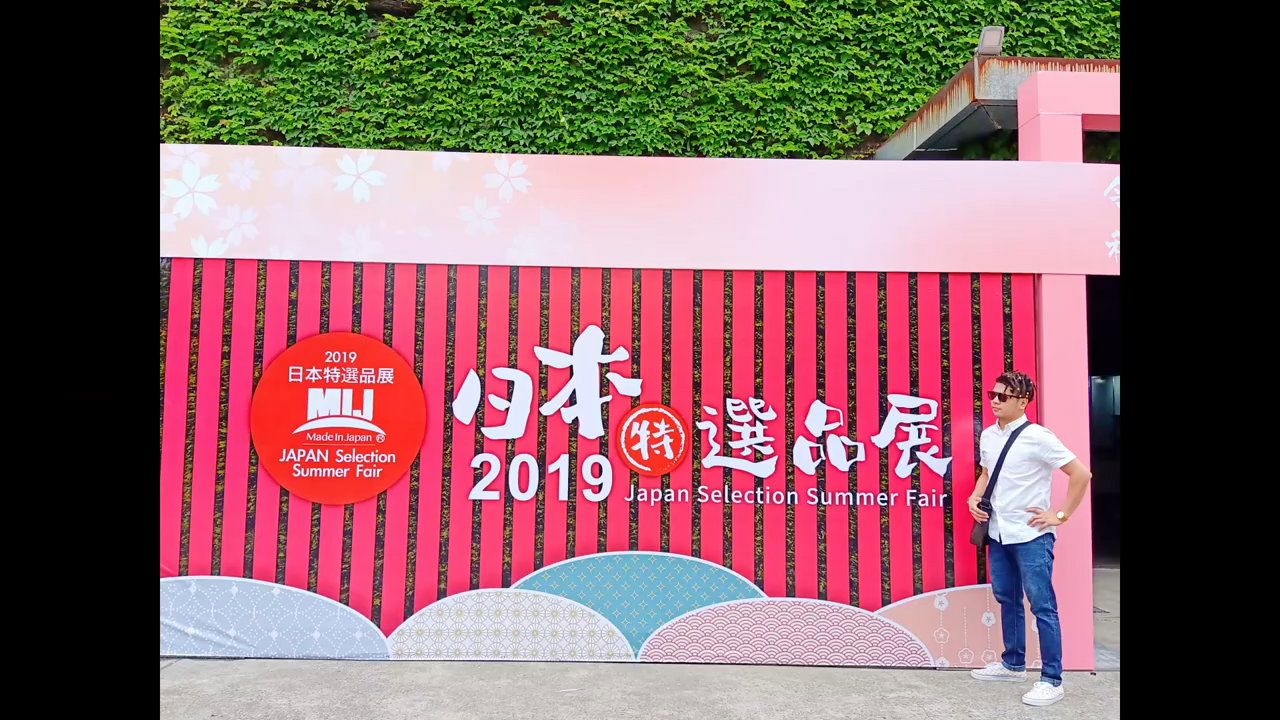 2019
日本特選品展
MIJ
Made In Japan ®
JAPAN Selection
Summer Fair
日本特選品展
2019 Japan Selection Summer Fair